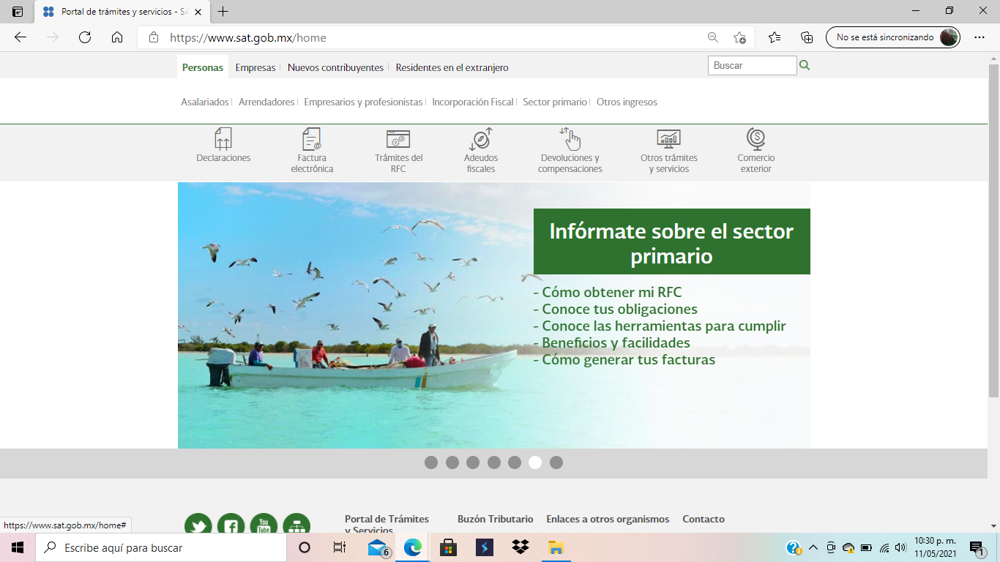 Portal de trámites y servicios - SA
https://www.sat.gob.mx/home
No se está sincronizando
Personas
Empresas
Nuevos contribuyentes
Residentes en el extranjero
Buscar
Asalariados
Arrendadores
Empresarios y profesionistas
Incorporación Fiscal
Sector primario
Otros ingresos
Declaraciones
Factura
electrónica
Trámites del
RFC
Adeudos
fiscales
Devoluciones y
compensaciones
Otros trámites
y servicios
Comercio
exterior
Infórmate sobre el sector
primario
- Cómo obtener mi RFC
- Conoce tus obligaciones
- Conoce las herramientas para cumplir
- Beneficios y facilidades
- Cómo generar tus facturas
You
Tube
Portal de Trámites
y Servicios
Buzón Tributario
Enlaces a otros organismos
Contacto
https://www.sat.gob.mx/home#
Escribe aquí para buscar
6
10:30 p. m.
11/05/2021
1